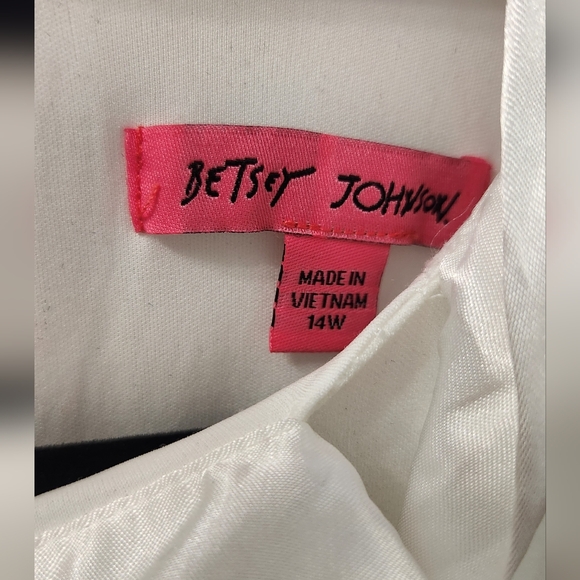 BETSEY JOHNSON.
MADE IN
VIETNAM
14W